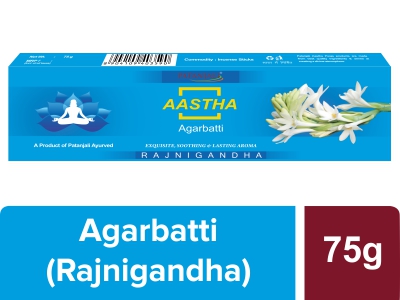 75g
Commodity : Incense Sticks
AASTHA
Agarbatti
A Product of Patanjali Ayurved
EXQUISITE, SOOTHING & LASTING AROMA
RAJNIGANDHA
Agarbatti
(Rajnigandha)
75g